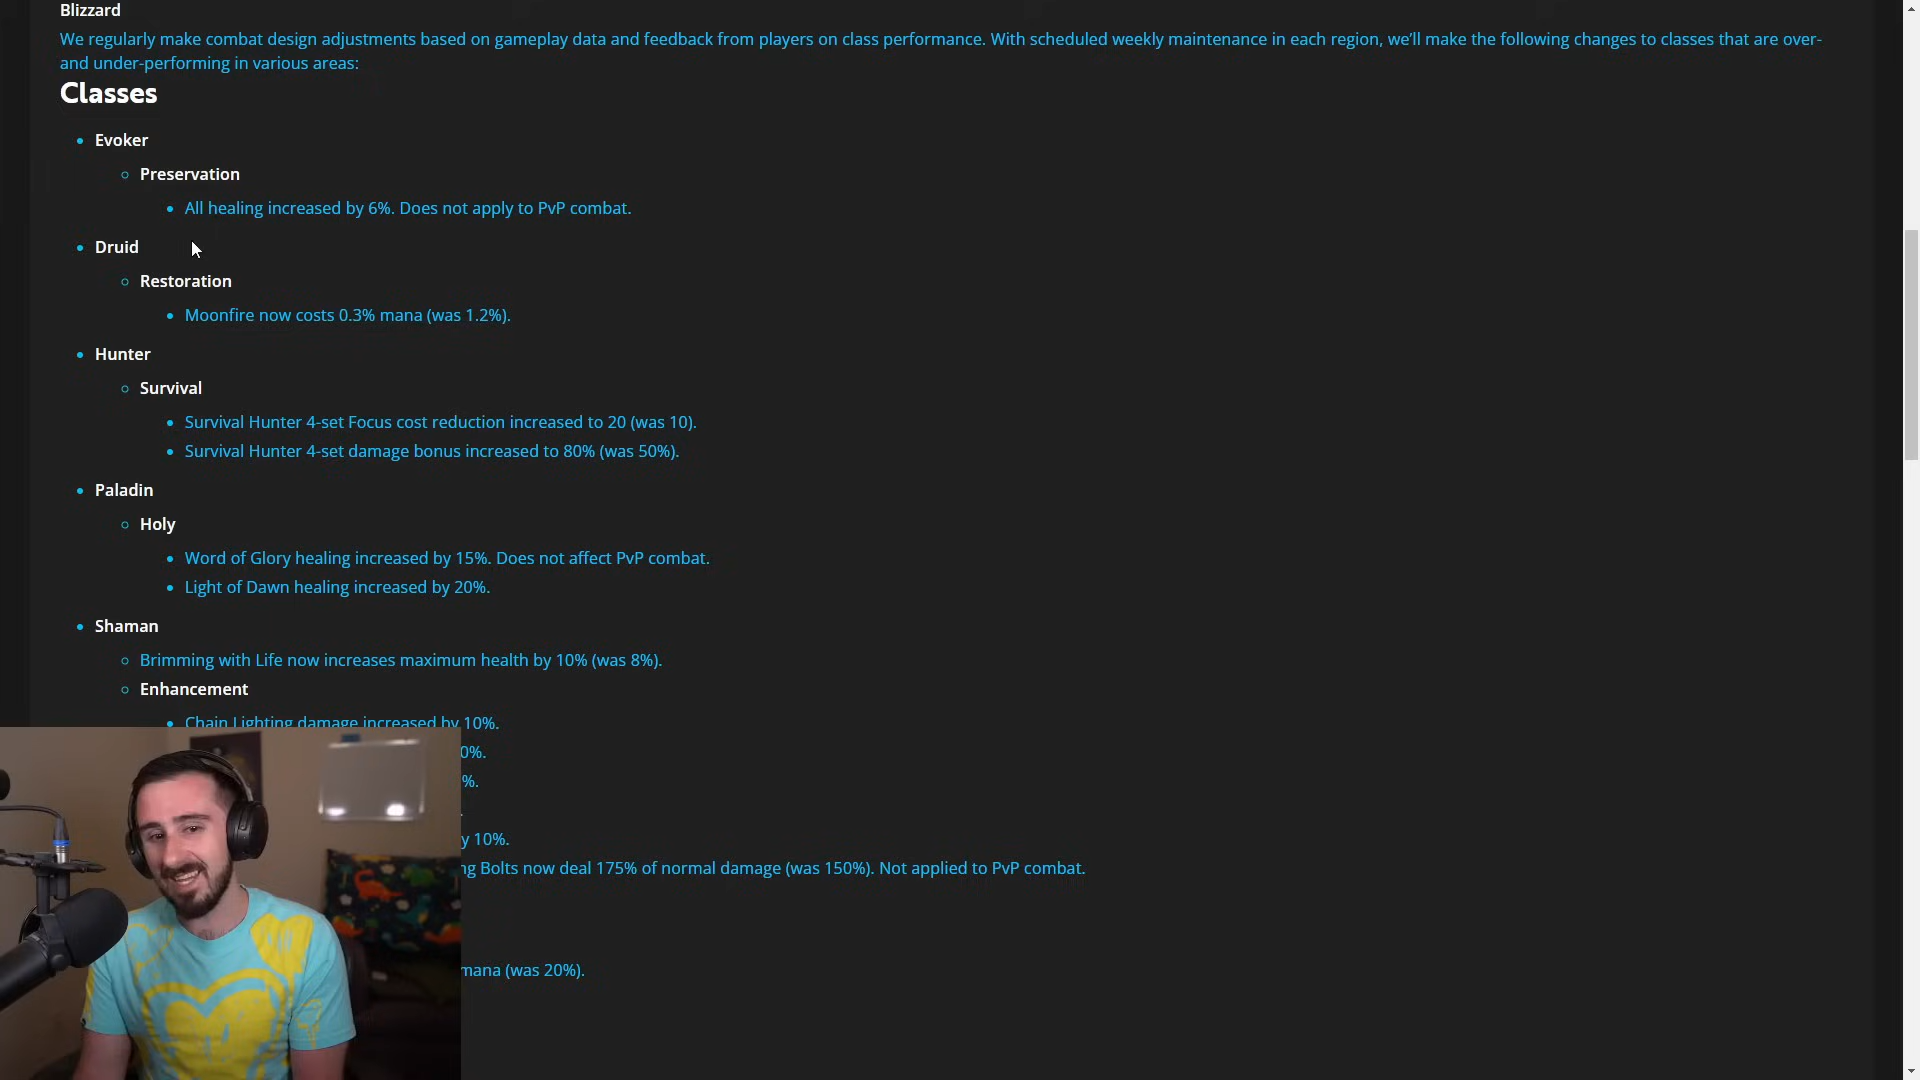 Blizzard
We regularly make combat design adjustments based on gameplay data and feedback from players on class performance. With scheduled weekly maintenance in each region, we'll make the following changes to classes that are over-
and under-performing in various areas:
Classes
Evoker
Preservation
All healing increased by 6%. Does not apply to PvP combat.
Druid
Restoration
Moonfire now costs 0.3% mana (was 1.2%).
Hunter
Survival
Survival Hunter 4-set Focus cost reduction increased to 20 (was 10).
Survival Hunter 4-set damage bonus increased to 80% (was 50%).
Paladin
Holy
Word of Glory healing increased by 15%. Does not affect PvP combat.
Light of Dawn healing increased by 20%.
Shaman
Brimming with Life now increases maximum health by 10% (was 8%).
Enhancement
Chain Lighting damage increased by 10%.
0%.
%.
.
y 10%.
ng Bolts now deal 175% of normal damage (was 150%). Not applied to PvP combat.
mana (was 20%).